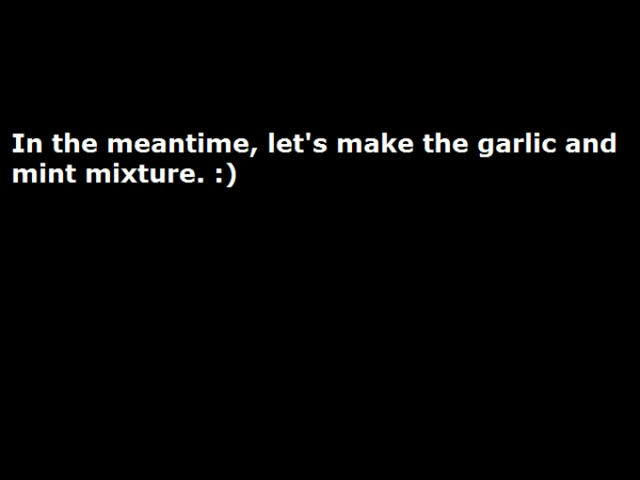 In the meantime, let's make the garlic and
mint mixture. :)